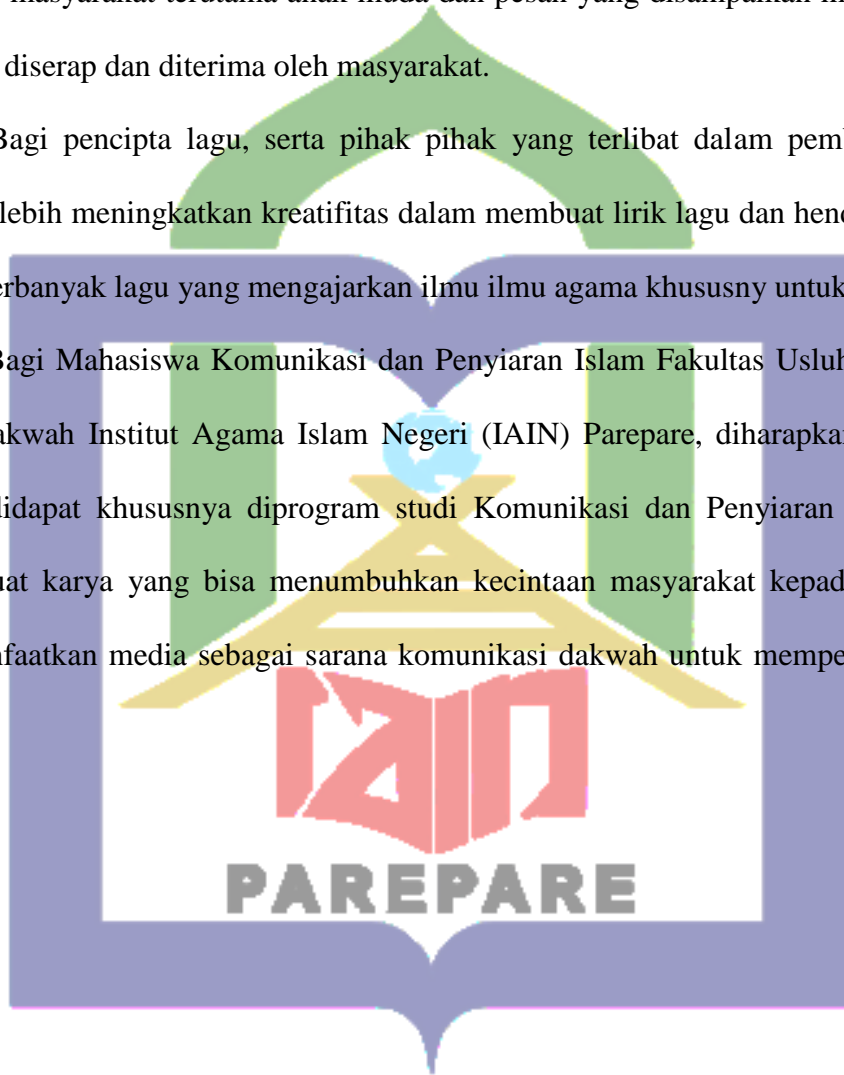 masyarakat terutama anak muda dan pesan yang disampaikan
diserap dan diterima oleh masyarakat.
Bagi pencipta lagu, serta pihak pihak yang terlibat dalam pem
lebih meningkatkan kreatifitas dalam membuat lirik lagu dan hen
erbanyak lagu yang mengajarkan ilmu ilmu agama khususny untuk
Bagi Mahasiswa Komunikasi dan Penyiaran Islam Fakultas Usluh
akwah Institut Agama Islam Negeri (IAIN) Parepare, diharapkan
didapat khususnya diprogram studi Komunikasi dan Penyiaran
uat karya yang bisa menumbuhkan kecintaan masyarakat kepad
nfaatkan media sebagai sarana komunikasi dakwah untuk mempe
iain
PAREPARE